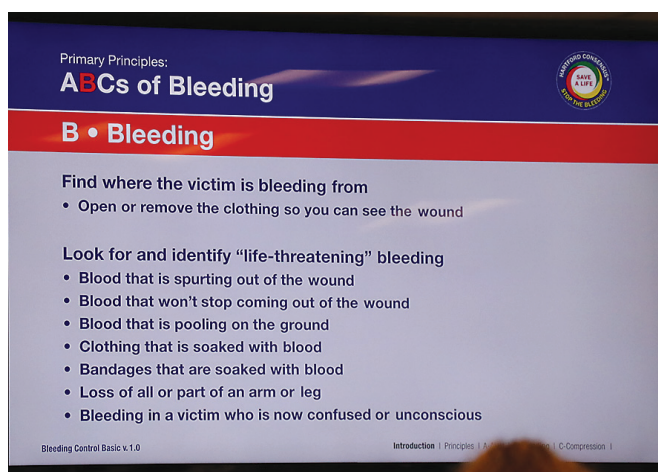 Primary Principles:
ABCs of Bleeding
HARTFORD CONSENSUS™
SAVE
A LIFE
STOP THE BLEEDING
B • Bleeding
Find where the victim is bleeding from
• Open or remove the clothing so you can see the wound
Look for and identify “life-threatening” bleeding
• Blood that is spurting out of the wound
• Blood that won’t stop coming out of the wound
• Blood that is pooling on the ground
• Clothing that is soaked with blood
• Bandages that are soaked with blood
• Loss of all or part of an arm or leg
• Bleeding in a victim who is now confused or unconscious
Bleeding Control Basic v. 1.0
Introduction | Principles | C-Compression |